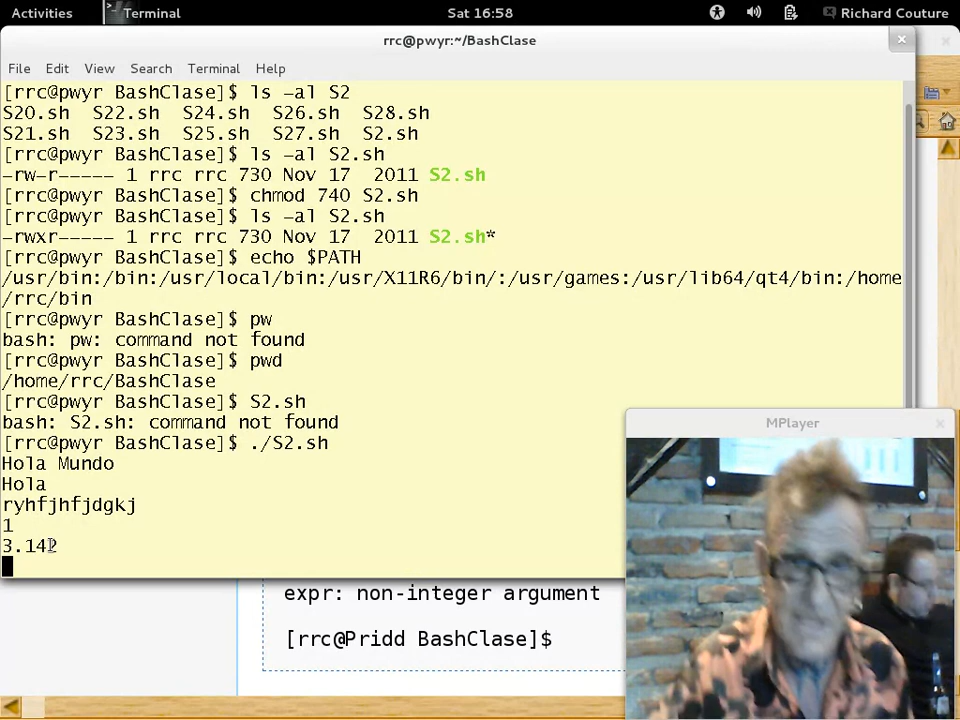 Activities Terminal Sat 16:58 Richard Couture
rrc@pwyr:~/BashClase
File Edit View Search Terminal Help
[rrc@pwyr BashClase]$ ls -al S2
S20.sh S22.sh S24.sh S26.sh S28.sh
S21.sh S23.sh S25.sh S27.sh S2.sh
[rrc@pwyr BashClase]$ ls -al S2.sh
-rw-r----- 1 rrc rrc 730 Nov 17 2011 S2.sh
[rrc@pwyr BashClase]$ chmod 740 S2.sh
[rrc@pwyr BashClase]$ ls -al S2.sh
-rwxr----- 1 rrc rrc 730 Nov 17 2011 S2.sh*
[rrc@pwyr BashClase]$ echo $PATH
/usr/bin:/bin:/usr/local/bin:/usr/X11R6/bin/:/usr/games:/usr/lib64/qt4/bin:/home
/rrc/bin
[rrc@pwyr BashClase]$ pw
bash: pw: command not found
[rrc@pwyr BashClase]$ pwd
/home/rrc/BashClase
[rrc@pwyr BashClase]$ S2.sh
bash: S2.sh: command not found
[rrc@pwyr BashClase]$ ./S2.sh
Hola Mundo
Hola
ryhfjhfjdgkj
1
3.142
MPlayer
expr: non-integer argument
[rrc@Pridd BashClase]$